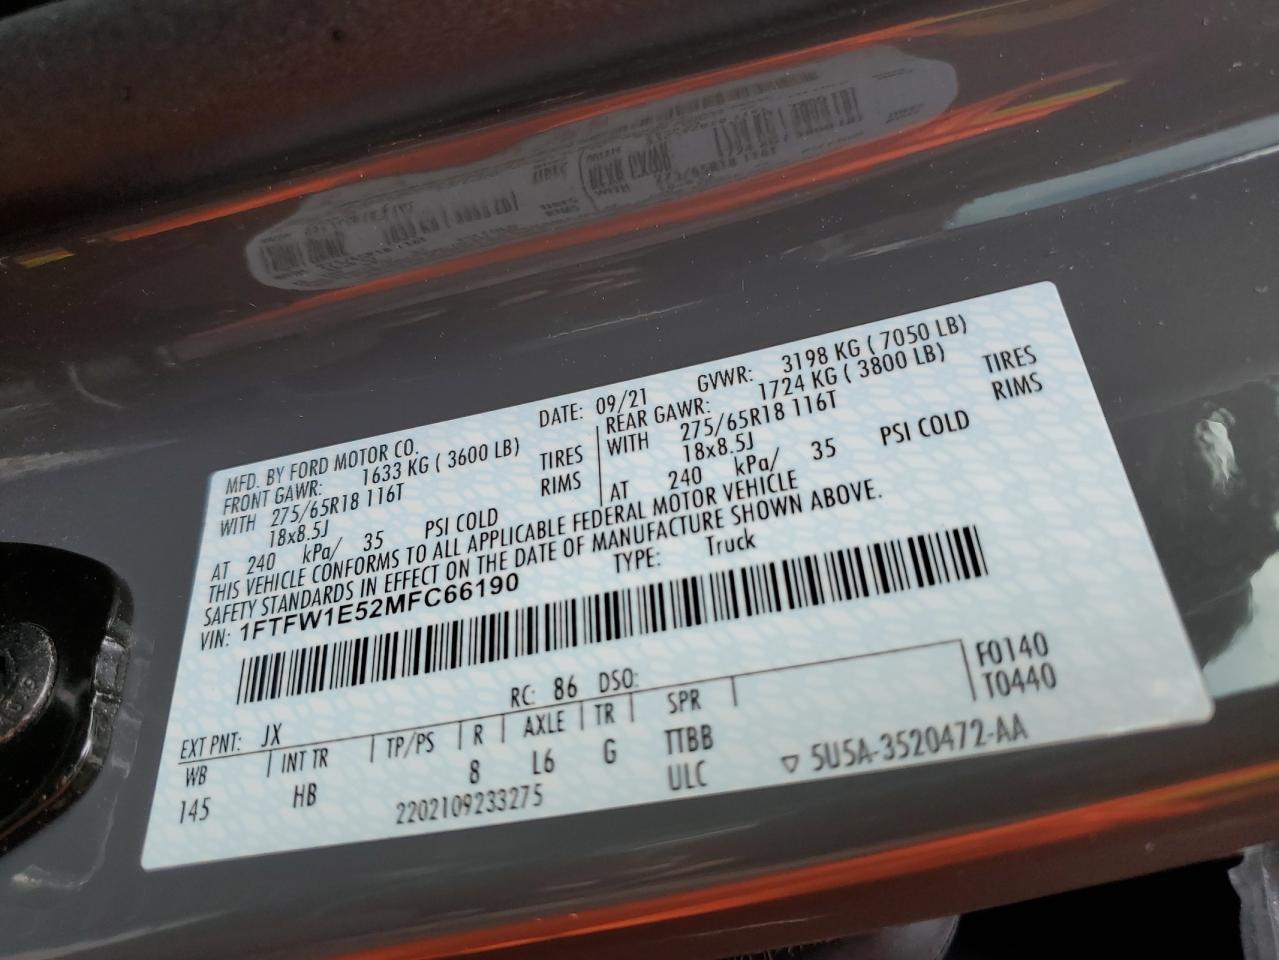 MFD. BY FORD MOTOR CO. DATE: 09/21 GVWR: 3198 KG ( 7050 LB)
FRONT GAWR: 1633 KG ( 3600 LB) REAR GAWR: 1724 KG ( 3800 LB)
WITH 275/65R18 116T TIRES WITH 275/65R18 116T TIRES
18x8.5J RIMS 18x8.5J RIMS
AT 240 kPa/ 35 PSI COLD AT 240 kPa/ 35 PSI COLD
THIS VEHICLE CONFORMS TO ALL APPLICABLE FEDERAL MOTOR VEHICLE
SAFETY STANDARDS IN EFFECT ON THE DATE OF MANUFACTURE SHOWN ABOVE.
VIN: 1FTFW1E52MFC66190 TYPE: Truck
EXT PNT: JX RC: 86 DSO: F0140
WB INT TR TP/PS R AXLE TR SPR T0440
145 HB 8 L6 G TTBB
2202109233275 ULC ▽ 5U5A-3520472-AA